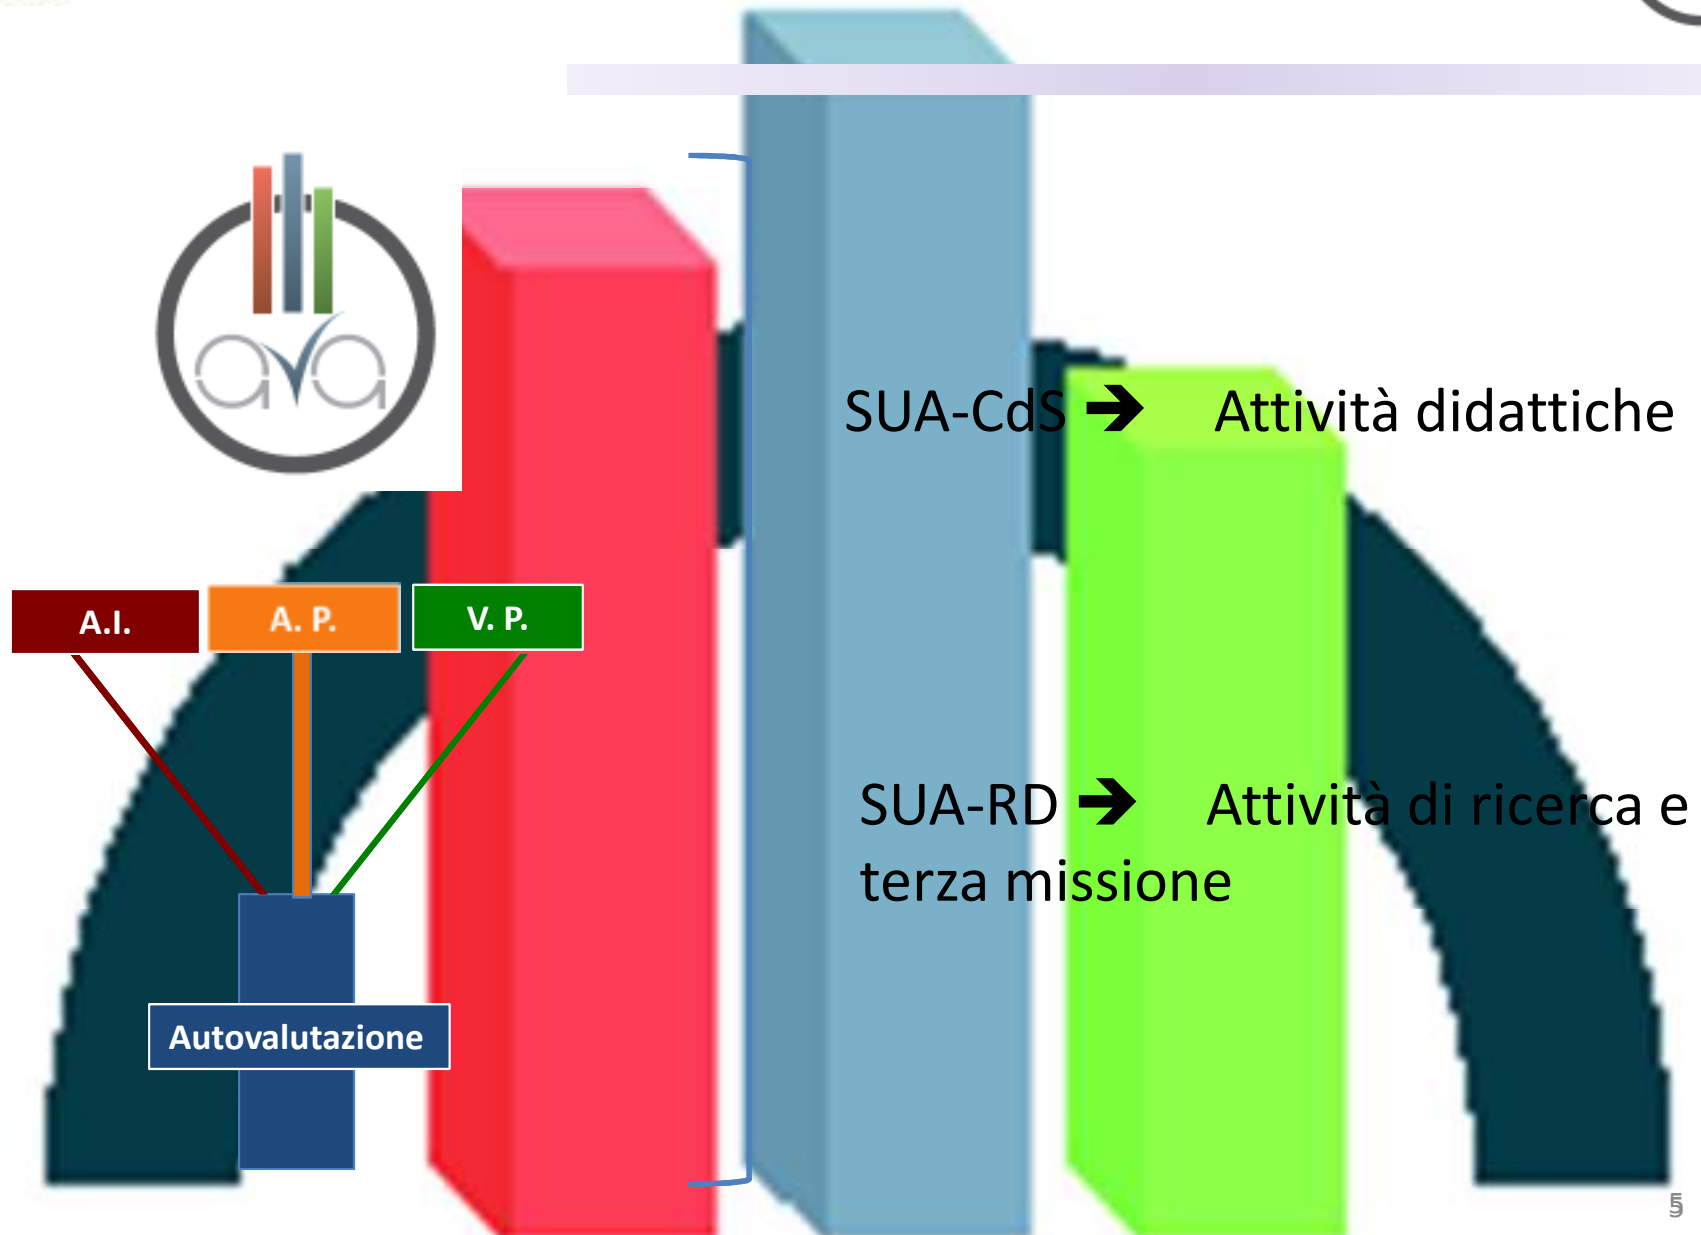 ava
SUA-CdS ➔ Attività didattiche
A.I.
A. P.
V. P.
SUA-RD ➔ Attività di ricerca e
terza missione
Autovalutazione
5